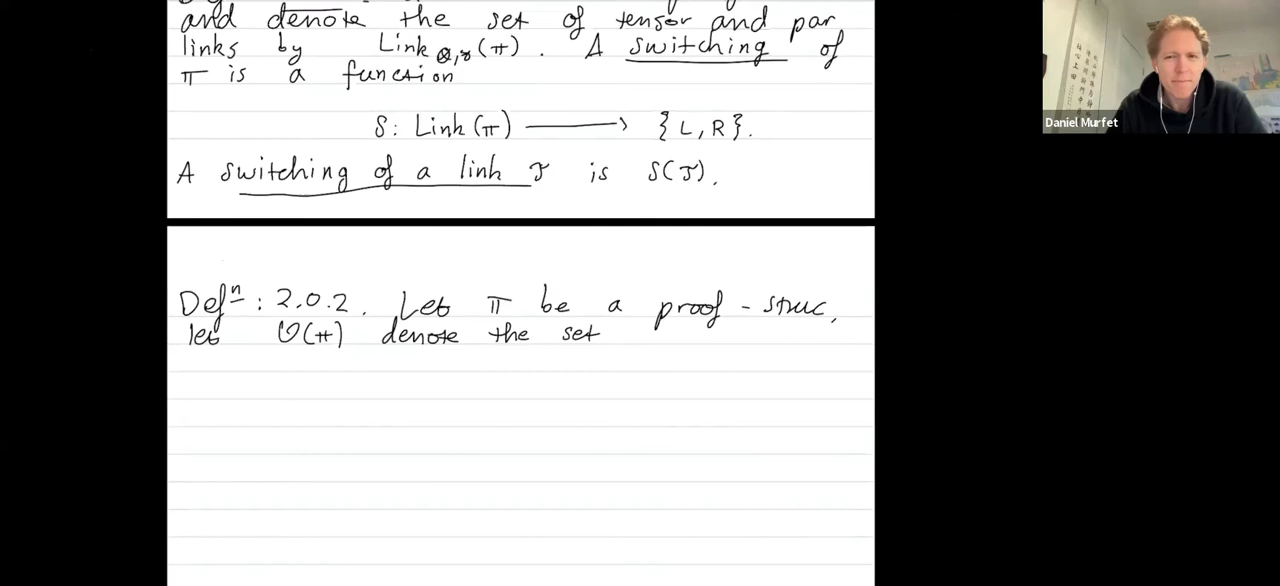 and denote the set of tensor and par
links by Link⊗,⅋(π). A switching of
π is a function
S: Link(π) ⟶ {L,R}.
A switching of a link τ is S(τ).
Defⁿ: 2.0.2. Let π be a proof-struc,
let O(π) denote the set
Daniel Murfet